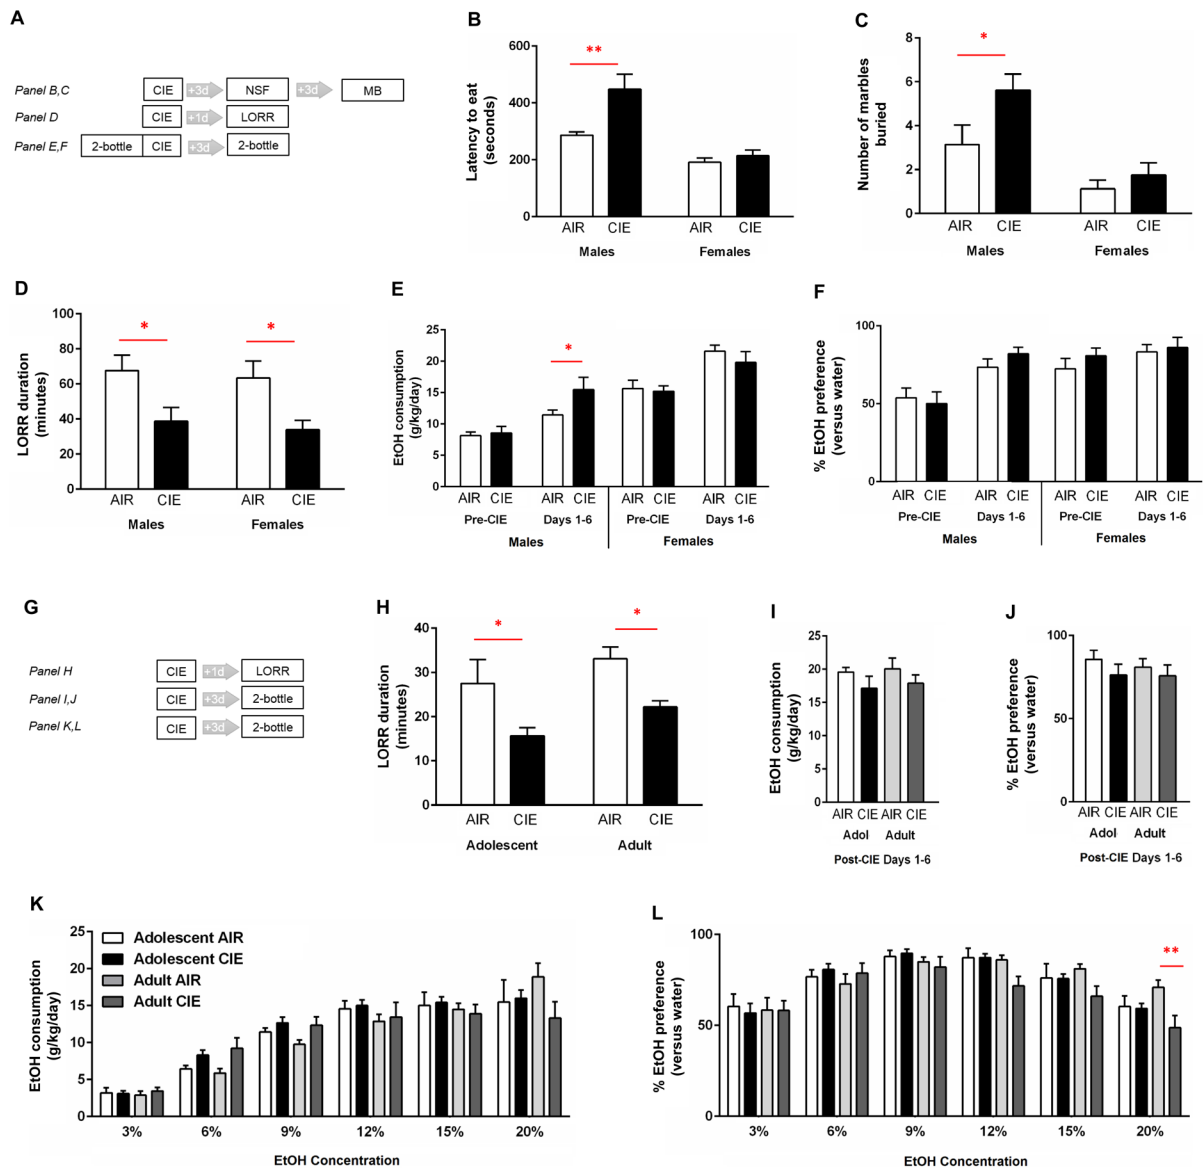 A
Panel B,C CIE +3d NSF +3d MB
Panel D CIE +1d LORR
Panel E,F 2-bottle CIE +3d 2-bottle
B
Latency to eat
(seconds)
600
400
200
0
**
AIR CIE AIR CIE
Males Females
C
Number of marbles
buried
8
6
4
2
0
*
AIR CIE AIR CIE
Males Females
D
LORR duration
(minutes)
100
80
60
40
20
0
* *
AIR CIE AIR CIE
Males Females
E
EtOH consumption
(g/kg/day)
25
20
15
10
5
0
*
AIR CIE AIR CIE AIR CIE AIR CIE
Pre-CIE Days 1-6 Pre-CIE Days 1-6
Males Females
F
% EtOH preference
(versus water)
100
50
0
AIR CIE AIR CIE AIR CIE AIR CIE
Pre-CIE Days 1-6 Pre-CIE Days 1-6
Males Females
G
Panel H CIE +1d LORR
Panel I,J CIE +3d 2-bottle
Panel K,L CIE +3d 2-bottle
H
LORR duration
(minutes)
40
30
20
10
0
* *
AIR CIE AIR CIE
Adolescent Adult
I
EtOH consumption
(g/kg/day)
25
20
15
10
5
0
AIR CIE AIR CIE
Adol Adult
Post-CIE Days 1-6
J
% EtOH preference
(versus water)
100
50
0
AIR CIE AIR CIE
Adol Adult
Post-CIE Days 1-6
K
EtOH consumption
(g/kg/day)
25
20
15
10
5
0
Adolescent AIR
Adolescent CIE
Adult AIR
Adult CIE
3% 6% 9% 12% 15% 20%
EtOH Concentration
L
% EtOH preference
(versus water)
100
50
0
**
3% 6% 9% 12% 15% 20%
EtOH Concentration